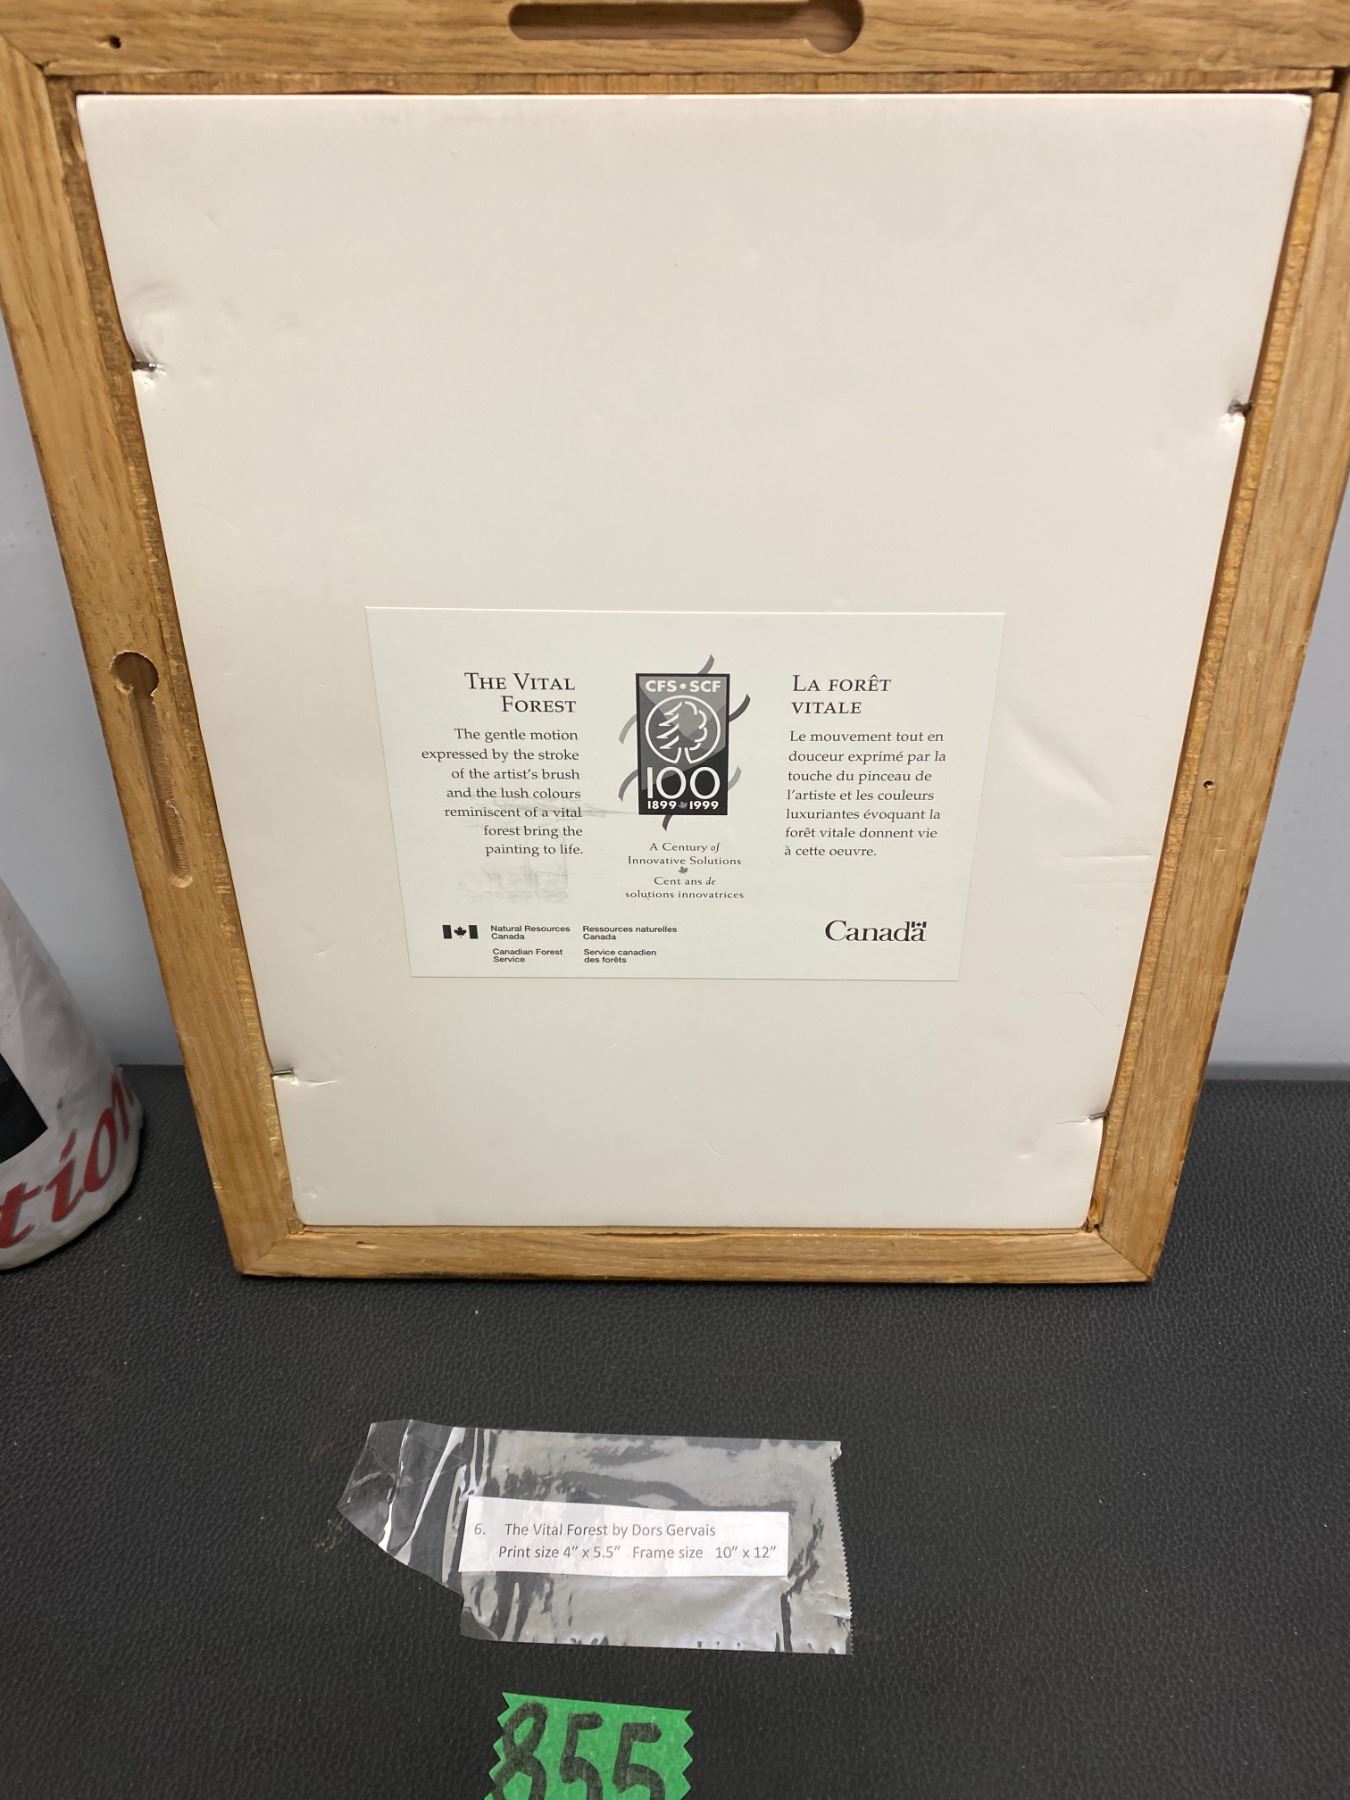 THE VITAL
FOREST
The gentle motion
expressed by the stroke
of the artist's brush
and the lush colours
reminiscent of a vital
forest bring the
painting to life.
CFS • SCF
100
1899 1999
A Century of
Innovative Solutions
Cent ans de
solutions innovatrices
LA FORÊT
VITALE
Le mouvement tout en
douceur exprimé par la
touche du pinceau de
l'artiste et les couleurs
luxuriantes évoquant la
forêt vitale donnent vie
à cette oeuvre.
Natural Resources
Canada
Ressources naturelles
Canada
Canadian Forest
Service
Service canadien
des forêts
Canada
tion
6. The Vital Forest by Dors Gervais
Print size 4" x 5.5" Frame size 10" x 12"
855